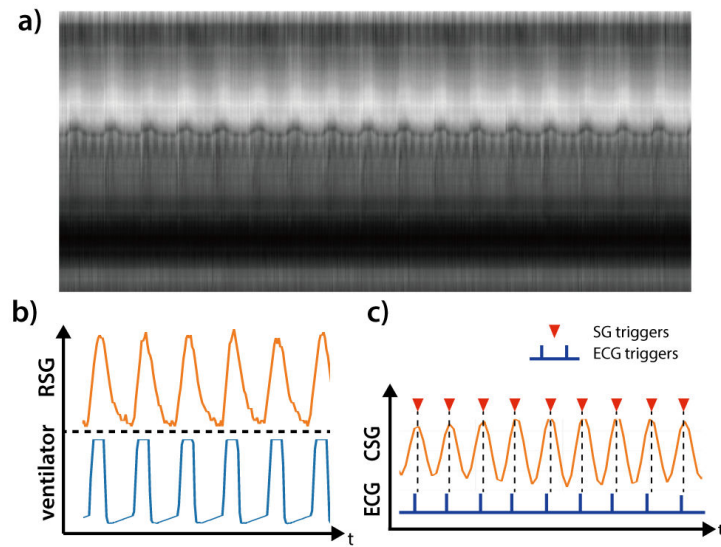 a)
b)
RSG
ventilator
t
c)
SG triggers
ECG triggers
CSG
ECG
t